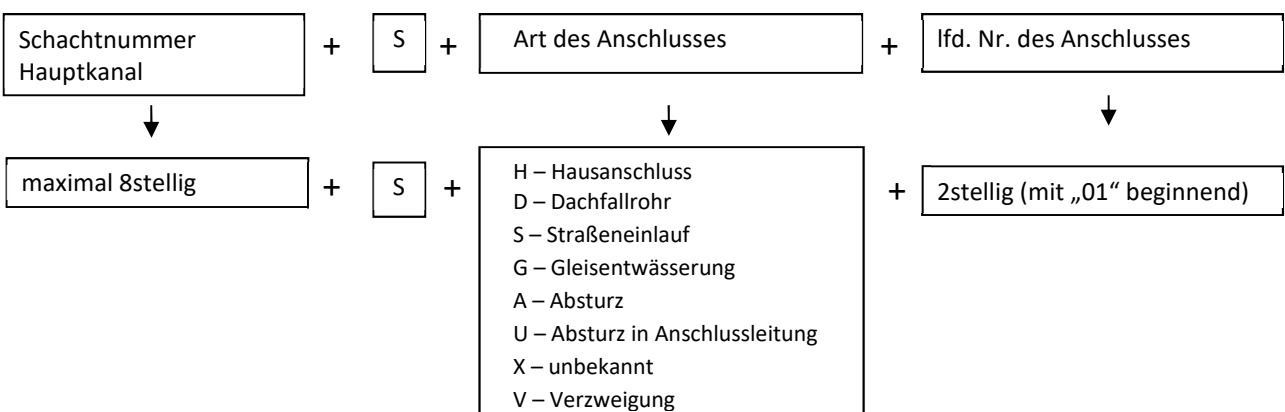 Schachtnummer
Hauptkanal
+ S + Art des Anschlusses + lfd. Nr. des Anschlusses
maximal 8stellig + S +
H – Hausanschluss
D – Dachfallrohr
S – Straßeneinlauf
G – Gleisentwässerung
A – Absturz
U – Absturz in Anschlussleitung
X – unbekannt
V – Verzweigung
+ 2stellig (mit „01“ beginnend)